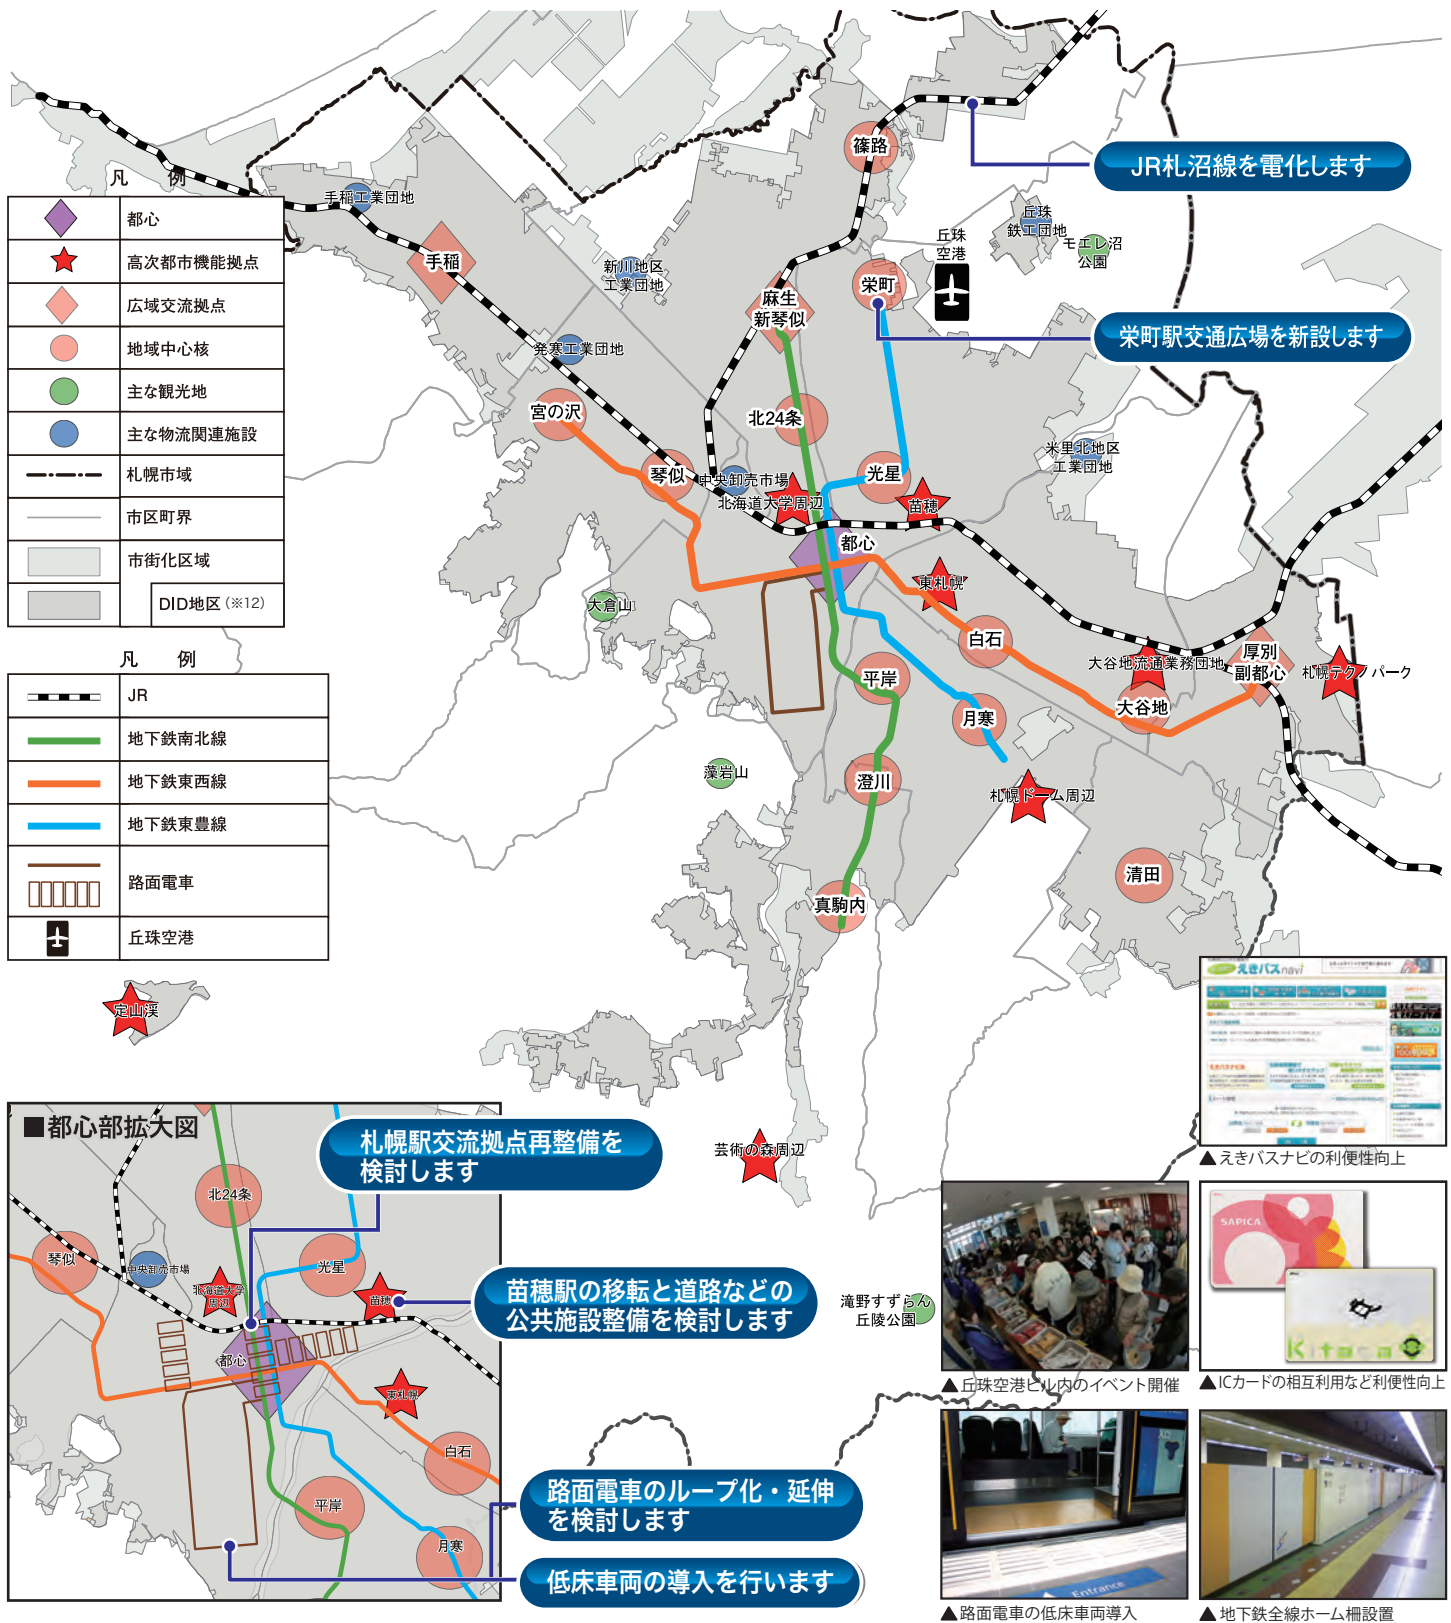 凡　例
都心
高次都市機能拠点
広域交流拠点
地域中心核
主な観光地
主な物流関連施設
札幌市域
市区町界
市街化区域
DID地区（※12）
凡　例
JR
地下鉄南北線
地下鉄東西線
地下鉄東豊線
路面電車
丘珠空港
手稲工業団地
手稲
新川地区
工業団地
発寒工業団地
宮の沢
琴似
中央卸売市場
北海道大学周辺
篠路
麻生
新琴似
栄町
北24条
光星
苗穂
都心
東札幌
白石
丘珠
空港
丘珠
鉄工団地
モエレ沼
公園
米里北地区
工業団地
大倉山
藻岩山
平岸
月寒
澄川
真駒内
大谷地流通業務団地
大谷地
厚別
副都心
札幌テクノパーク
札幌ドーム周辺
清田
定山渓
芸術の森周辺
滝野すずらん
丘陵公園
JR札沼線を電化します
栄町駅交通広場を新設します
■都心部拡大図
札幌駅交流拠点再整備を
検討します
苗穂駅の移転と道路などの
公共施設整備を検討します
路面電車のループ化・延伸
を検討します
低床車両の導入を行います
北24条
琴似
中央卸売市場
北海道大学
周辺
光星
苗穂
都心
東札幌
白石
平岸
月寒
えきバスnavi
▲えきバスナビの利便性向上
▲丘珠空港ビル内のイベント開催
SAPICA
Kitaca
▲ICカードの相互利用など利便性向上
入口
Entrance
▲路面電車の低床車両導入
▲地下鉄全線ホーム柵設置